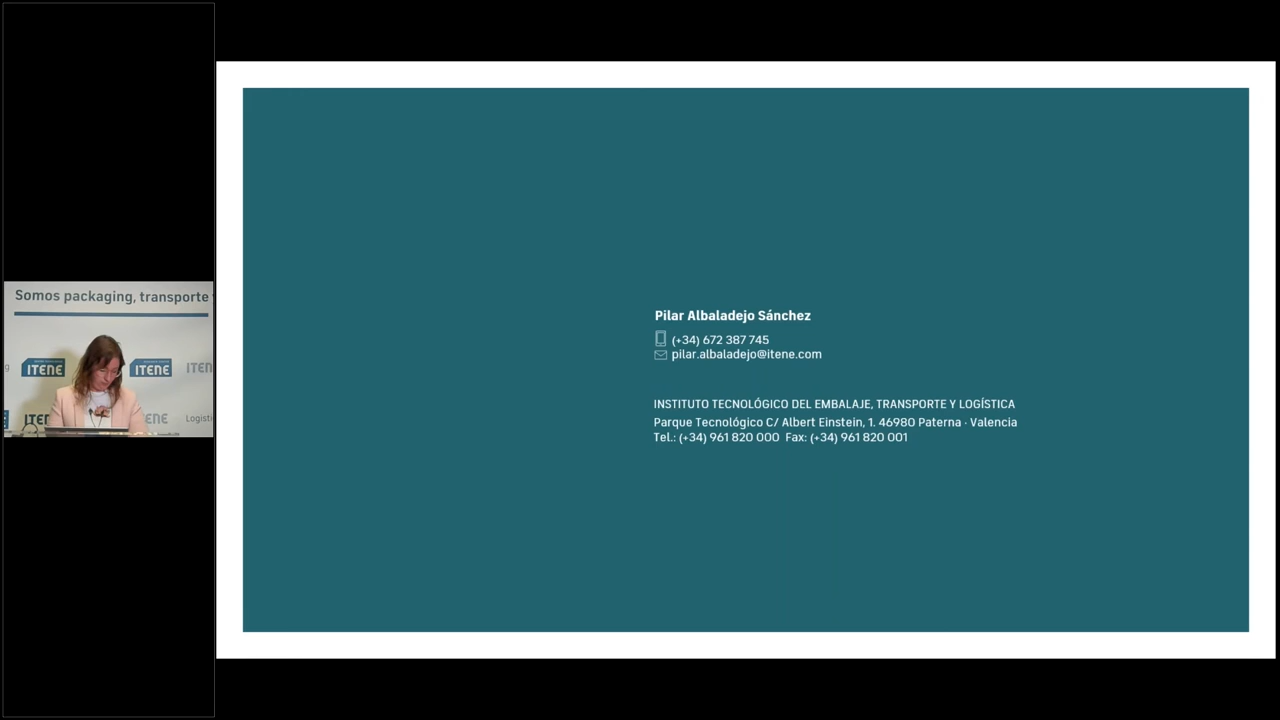 Somos packaging, transporte
ITENE
ITENE
ITEN
ITE
ENE
Logísti
Pilar Albaladejo Sánchez
(+34) 672 387 745
pilar.albaladejo@itene.com
INSTITUTO TECNOLÓGICO DEL EMBALAJE, TRANSPORTE Y LOGÍSTICA
Parque Tecnológico C/ Albert Einstein, 1. 46980 Paterna · Valencia
Tel.: (+34) 961 820 000 Fax: (+34) 961 820 001